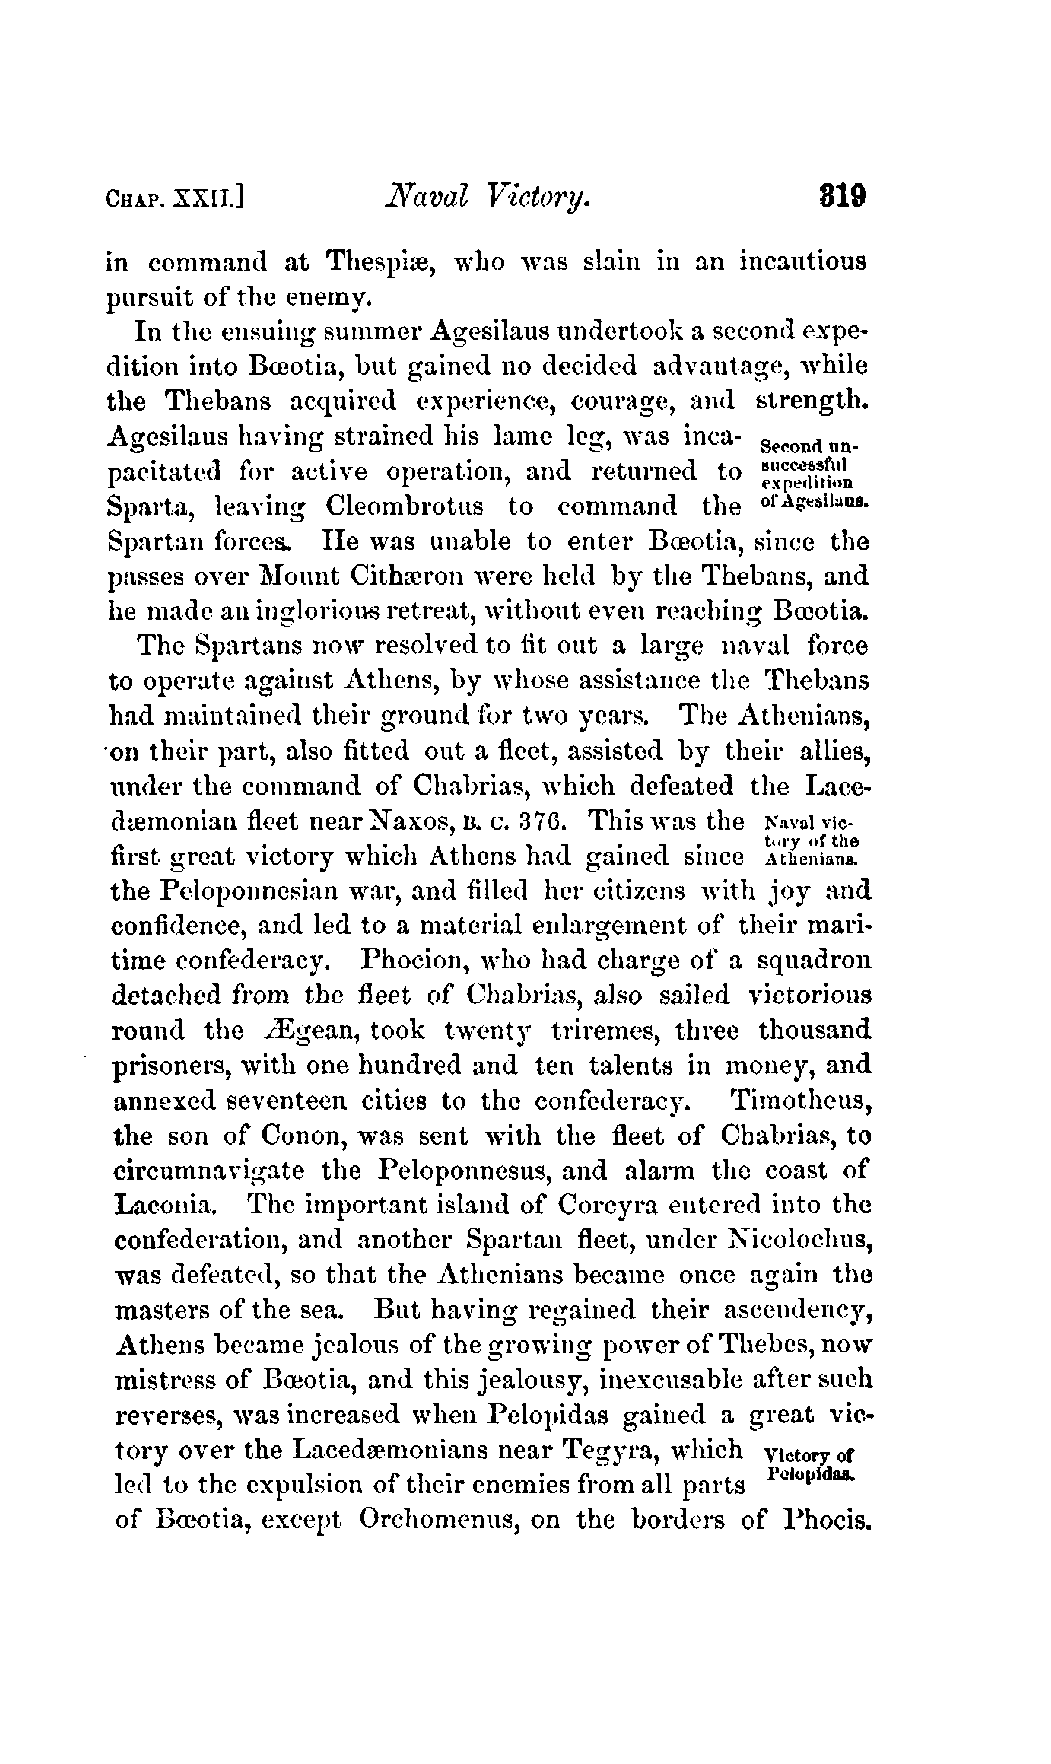 CHAP. XXII.] Naval Victory. 319
in command at Thespiæ, who was slain in an incautious
pursuit of the enemy.
In the ensuing summer Agesilaus undertook a second expe-
dition into Bœotia, but gained no decided advantage, while
the Thebans acquired experience, courage, and strength.
Agesilaus having strained his lame leg, was inca-
pacitated for active operation, and returned to
Sparta, leaving Cleombrotus to command the
Second un-
successful
expedition
of Agesilaus.
Spartan forces. He was unable to enter Bœotia, since the
passes over Mount Cithæron were held by the Thebans, and
he made an inglorious retreat, without even reaching Bœotia.
The Spartans now resolved to fit out a large naval force
to operate against Athens, by whose assistance the Thebans
had maintained their ground for two years. The Athenians,
on their part, also fitted out a fleet, assisted by their allies,
under the command of Chabrias, which defeated the Lace-
dæmonian fleet near Naxos, B. C. 376. This was the
first great victory which Athens had gained since
Naval vic-
tory of the
Athenians.
the Peloponnesian war, and filled her citizens with joy and
confidence, and led to a material enlargement of their mari-
time confederacy. Phocion, who had charge of a squadron
detached from the fleet of Chabrias, also sailed victorious
round the Ægean, took twenty triremes, three thousand
prisoners, with one hundred and ten talents in money, and
annexed seventeen cities to the confederacy. Timotheus,
the son of Conon, was sent with the fleet of Chabrias, to
circumnavigate the Peloponnesus, and alarm the coast of
Laconia. The important island of Corcyra entered into the
confederation, and another Spartan fleet, under Nicolochus,
was defeated, so that the Athenians became once again the
masters of the sea. But having regained their ascendency,
Athens became jealous of the growing power of Thebes, now
mistress of Bœotia, and this jealousy, inexcusable after such
reverses, was increased when Pelopidas gained a great vic-
tory over the Lacedæmonians near Tegyra, which
led to the expulsion of their enemies from all parts
Victory of
Pelopidas.
of Bœotia, except Orchomenus, on the borders of Phocis.